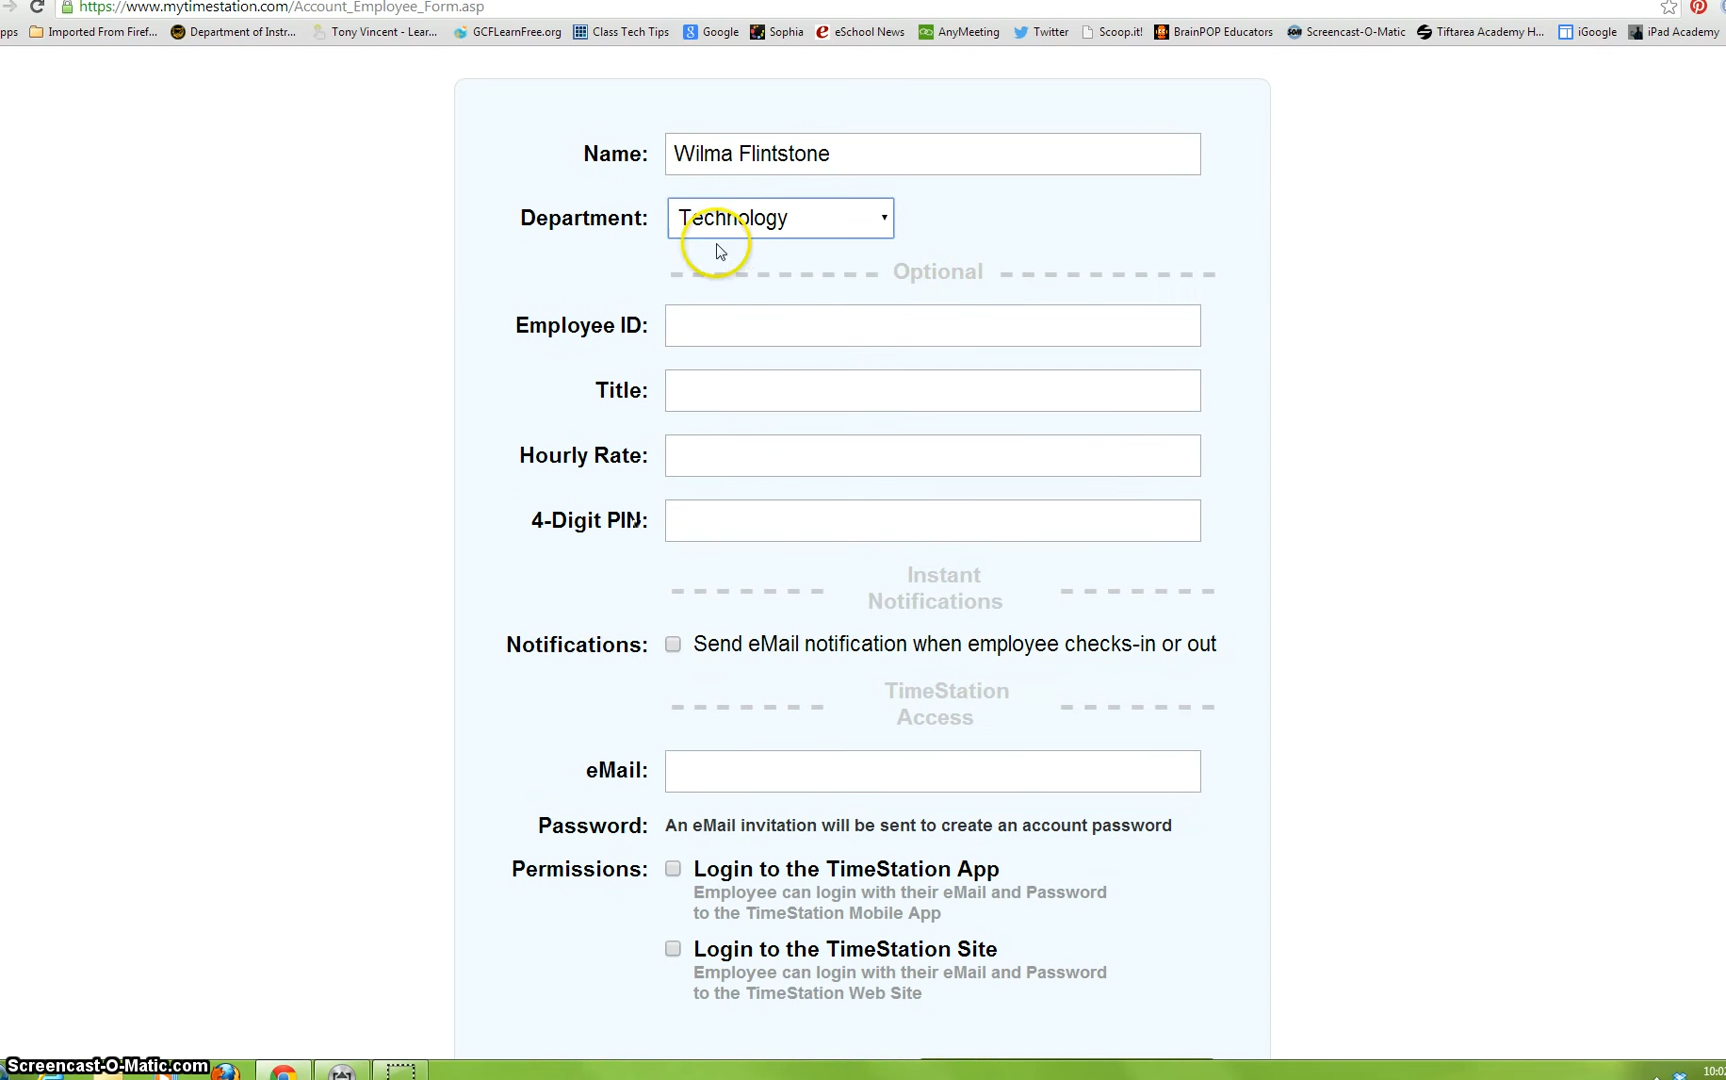 https://www.mytimestation.com/Account_Employee_Form.asp
pps Imported From Firef... Department of Instr... Tony Vincent - Lear... GCFLearnFree.org Class Tech Tips Google Sophia eSchool News AnyMeeting Twitter Scoop.it! BrainPOP Educators Screencast-O-Matic Tiftarea Academy H... iGoogle iPad Academy
Name: Wilma Flintstone
Department: Technology
Optional
Employee ID:
Title:
Hourly Rate:
4-Digit PIN:
Instant
Notifications
Notifications: Send eMail notification when employee checks-in or out
TimeStation
Access
eMail:
Password: An eMail invitation will be sent to create an account password
Permissions: Login to the TimeStation App
Employee can login with their eMail and Password
to the TimeStation Mobile App
Login to the TimeStation Site
Employee can login with their eMail and Password
to the TimeStation Web Site
Screencast-O-Matic.com
10:02